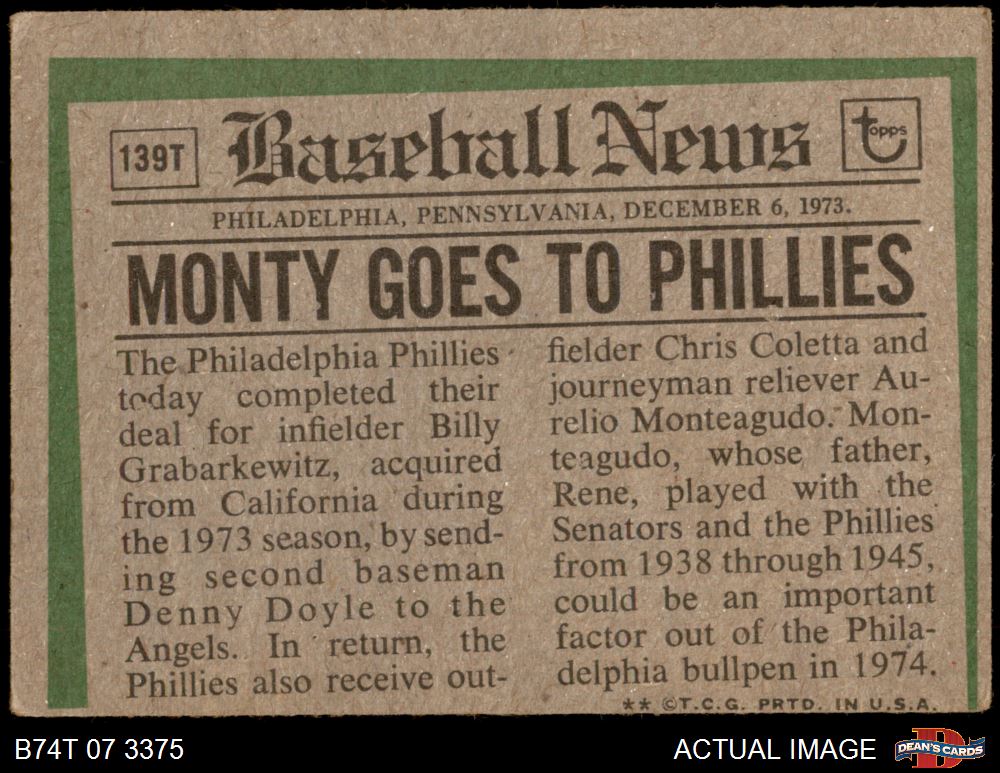 139T
Baseball News
topps
PHILADELPHIA, PENNSYLVANIA, DECEMBER 6, 1973.
MONTY GOES TO PHILLIES
The Philadelphia Phillies
today completed their
deal for infielder Billy
Grabarkewitz, acquired
from California during
the 1973 season, by send-
ing second baseman
Denny Doyle to the
Angels. In return, the
Phillies also receive out-
fielder Chris Coletta and
journeyman reliever Au-
relio Monteagudo. Mon-
teagudo, whose father,
Rene, played with the
Senators and the Phillies
from 1938 through 1945,
could be an important
factor out of the Phila-
delphia bullpen in 1974.
** ©T.C.G. PRTD. IN U.S.A.
B74T 07 3375
ACTUAL IMAGE
D
DEAN'S CARDS